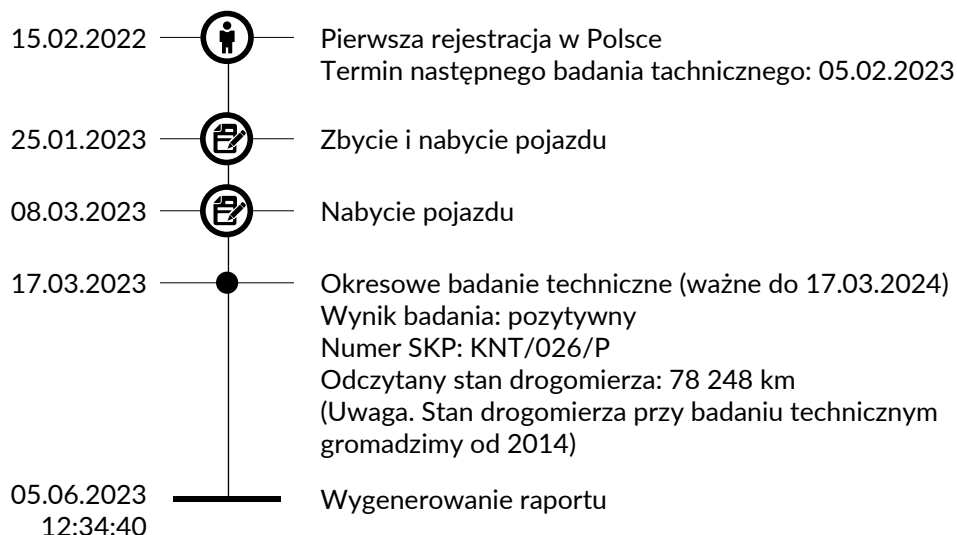 15.02.2022 Pierwsza rejestracja w Polsce
Termin następnego badania tachnicznego: 05.02.2023
25.01.2023 Zbycie i nabycie pojazdu
08.03.2023 Nabycie pojazdu
17.03.2023 Okresowe badanie techniczne (ważne do 17.03.2024)
Wynik badania: pozytywny
Numer SKP: KNT/026/P
Odczytany stan drogomierza: 78 248 km
(Uwaga. Stan drogomierza przy badaniu technicznym
gromadzimy od 2014)
05.06.2023 Wygenerowanie raportu
12:34:40